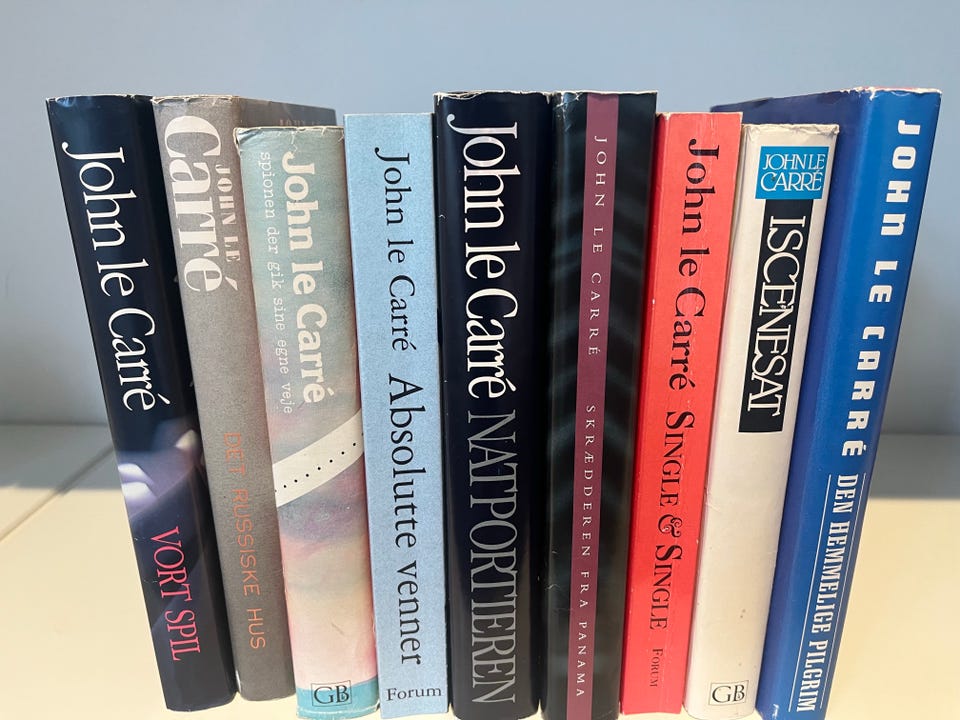 John le Carré
VORT SPIL
JOHN LE
Carré
DET RUSSISKE HUS
John le Carré
spionen der gik sine egne veje
GB
John le Carré Absolutte venner
Forum
John le Carré NATPORTIEREN
JOHN LE CARRÉ SKRÆDDEREN FRA PANAMA
John le Carré SINGLE & SINGLE
FORUM
JOHN LE
CARRÉ
ISCENESAT
GB
JOHN LE CARRÉ DEN HEMMELIGE PILGRIM